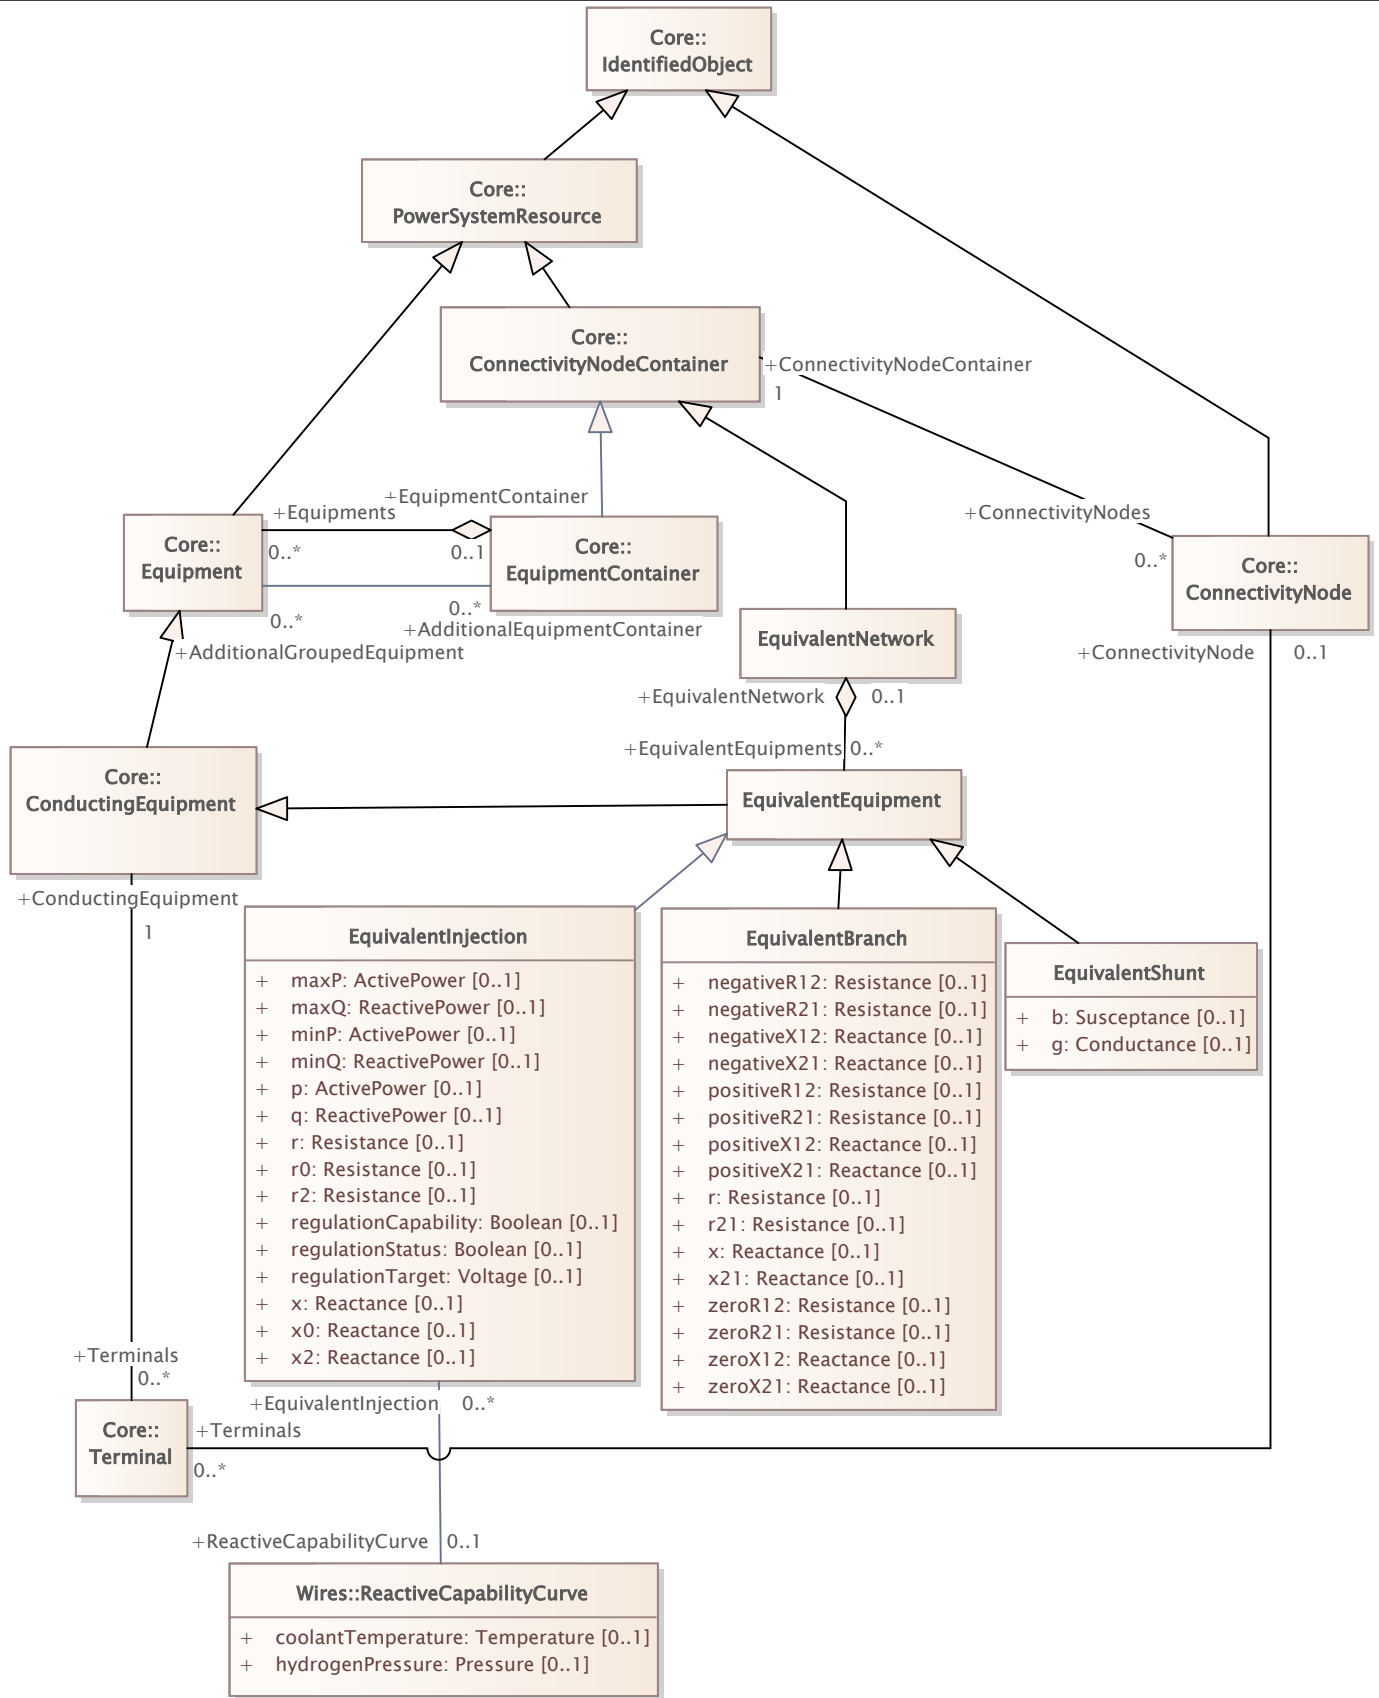 Core::
IdentifiedObject
Core::
PowerSystemResource
Core::
ConnectivityNodeContainer
+ConnectivityNodeContainer
1
+EquipmentContainer
+Equipments
0..*
0..1
+ConnectivityNodes
0..*
Core::
Equipment
Core::
EquipmentContainer
Core::
ConnectivityNode
0..*
0..*
+AdditionalEquipmentContainer
+AdditionalGroupedEquipment
EquivalentNetwork
+ConnectivityNode
0..1
+EquivalentNetwork
0..1
+EquivalentEquipments
0..*
Core::
ConductingEquipment
EquivalentEquipment
+ConductingEquipment
1
EquivalentInjection
+ maxP: ActivePower [0..1]
+ maxQ: ReactivePower [0..1]
+ minP: ActivePower [0..1]
+ minQ: ReactivePower [0..1]
+ p: ActivePower [0..1]
+ q: ReactivePower [0..1]
+ r: Resistance [0..1]
+ r0: Resistance [0..1]
+ r2: Resistance [0..1]
+ regulationCapability: Boolean [0..1]
+ regulationStatus: Boolean [0..1]
+ regulationTarget: Voltage [0..1]
+ x: Reactance [0..1]
+ x0: Reactance [0..1]
+ x2: Reactance [0..1]
EquivalentBranch
+ negativeR12: Resistance [0..1]
+ negativeR21: Resistance [0..1]
+ negativeX12: Reactance [0..1]
+ negativeX21: Reactance [0..1]
+ positiveR12: Resistance [0..1]
+ positiveR21: Resistance [0..1]
+ positiveX12: Reactance [0..1]
+ positiveX21: Reactance [0..1]
+ r: Resistance [0..1]
+ r21: Resistance [0..1]
+ x: Reactance [0..1]
+ x21: Reactance [0..1]
+ zeroR12: Resistance [0..1]
+ zeroR21: Resistance [0..1]
+ zeroX12: Reactance [0..1]
+ zeroX21: Reactance [0..1]
EquivalentShunt
+ b: Susceptance [0..1]
+ g: Conductance [0..1]
+Terminals
0..*
+EquivalentInjection
0..*
Core::
Terminal
+Terminals
0..*
+ReactiveCapabilityCurve
0..1
Wires::ReactiveCapabilityCurve
+ coolantTemperature: Temperature [0..1]
+ hydrogenPressure: Pressure [0..1]